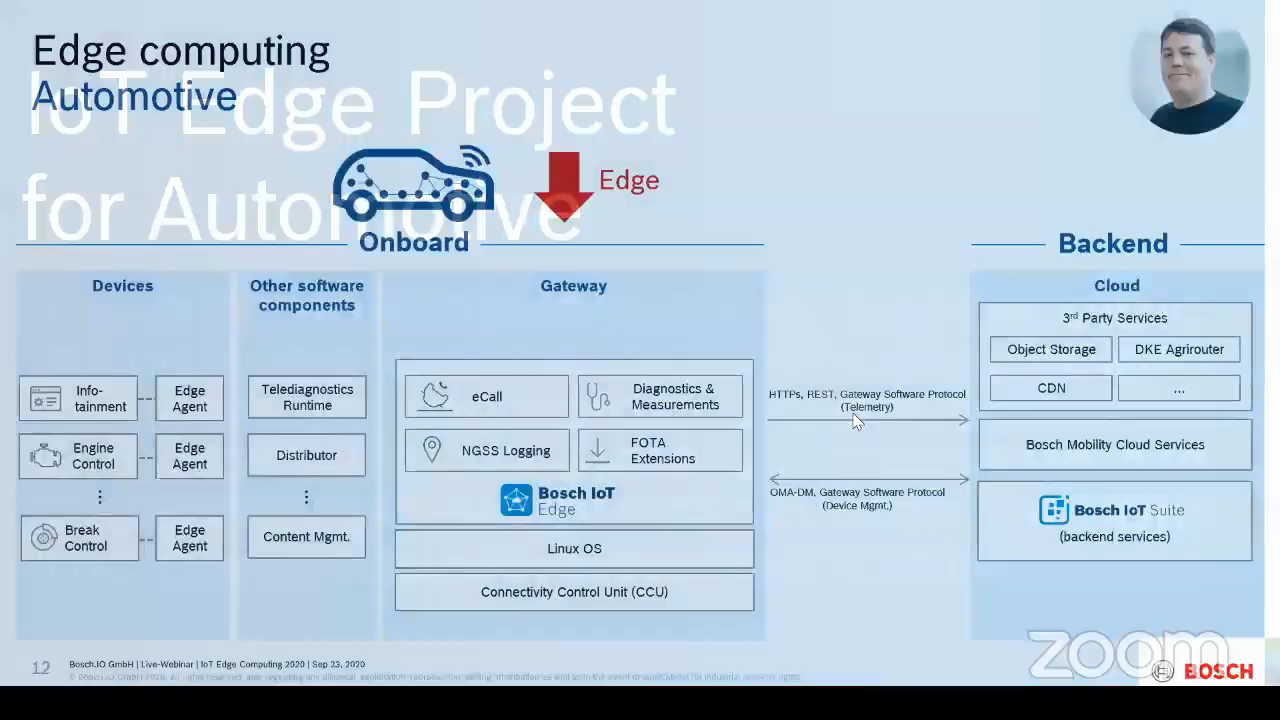 Edge computing
Automotive
IoT Edge Project
for Automotive
Edge
Onboard
Backend
Devices
Other software
components
Gateway
Cloud
3rd Party Services
Object Storage
DKE Agrirouter
CDN
...
Info-
tainment
Edge
Agent
Telediagnostics
Runtime
eCall
Diagnostics &
Measurements
HTTPs, REST, Gateway Software Protocol
(Telemetry)
Engine
Control
Edge
Agent
Distributor
NGSS Logging
FOTA
Extensions
Bosch Mobility Cloud Services
Bosch IoT
Edge
OMA-DM, Gateway Software Protocol
(Device Mgmt.)
Bosch IoT Suite
(backend services)
Break
Control
Edge
Agent
Content Mgmt.
Linux OS
Connectivity Control Unit (CCU)
12
Bosch.IO GmbH | Live-Webinar | IoT Edge Computing 2020 | Sep 23, 2020
zoom
BOSCH